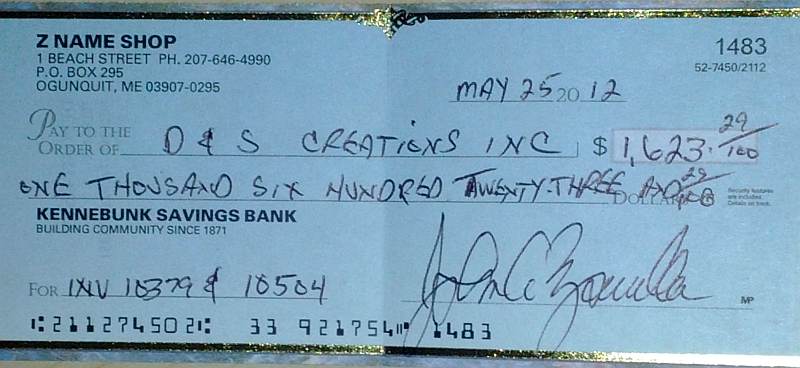 Z NAME SHOP
1 BEACH STREET PH. 207-646-4990
P.O. BOX 295
OGUNQUIT, ME 03907-0295
1483
52-7450/2112
MAY 25 20 12
PAY TO THE
ORDER OF D & S CREATIONS INC $ 1,623. 29/100
ONE THOUSAND SIX HUNDRED TWENTY-THREE AND 29/100 DOLLARS
Security features
are included.
Details on back.
KENNEBUNK SAVINGS BANK
BUILDING COMMUNITY SINCE 1871
FOR INV 10379 & 10504
MP
⑆211274502⑆ 33 921754⑈ 1483